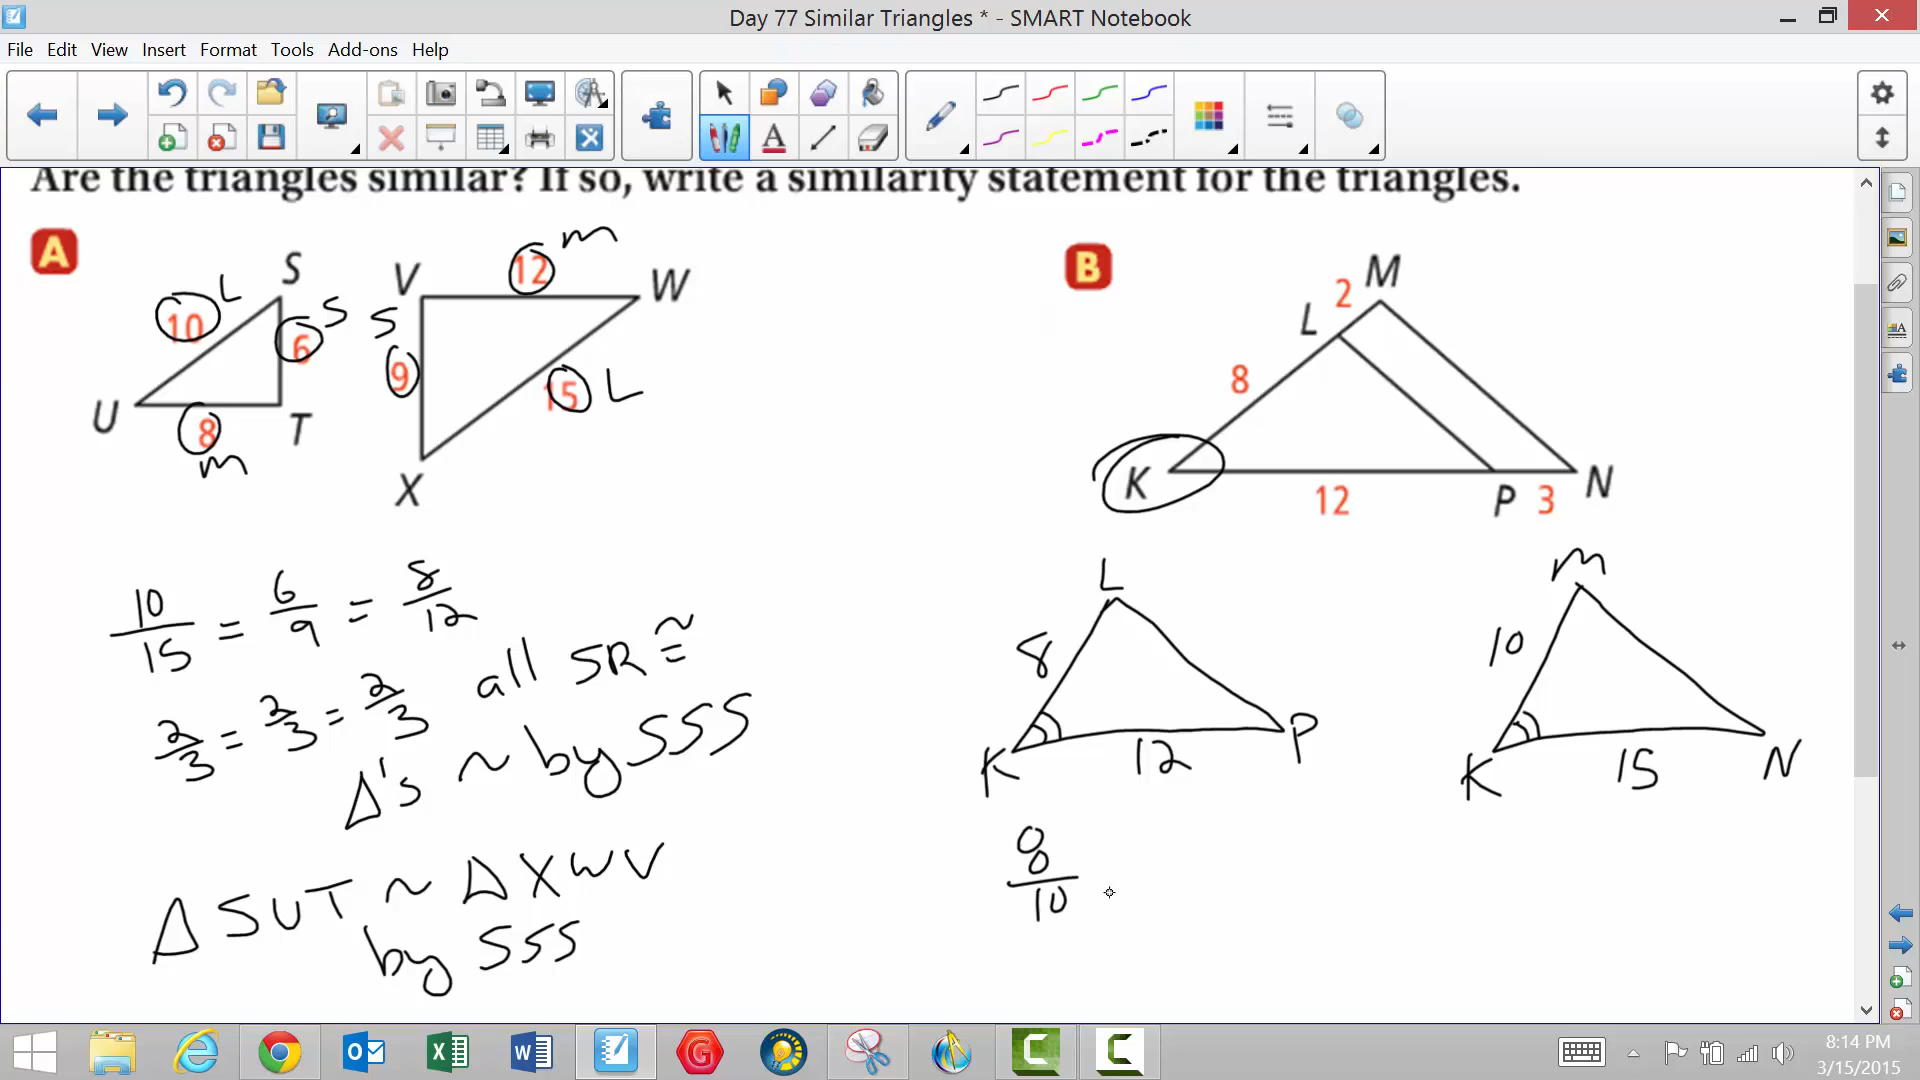 Day 77 Similar Triangles * - SMART Notebook
File Edit View Insert Format Tools Add-ons Help
Are the triangles similar? If so, write a similarity statement for the triangles.
A
S
L
10
6
S
U
8
T
m
V
12
m
W
S
9
15
L
X
B
2
M
L
8
K
12
P
3
N
10/15 = 6/9 = 8/12
2/3 = 2/3 = 2/3 all SR ≅
Δ's ~ by SSS
Δ SUT ~ Δ XWV
by SSS
L
8
K
12
P
M
10
K
15
N
8/10
8:14 PM
3/15/2015